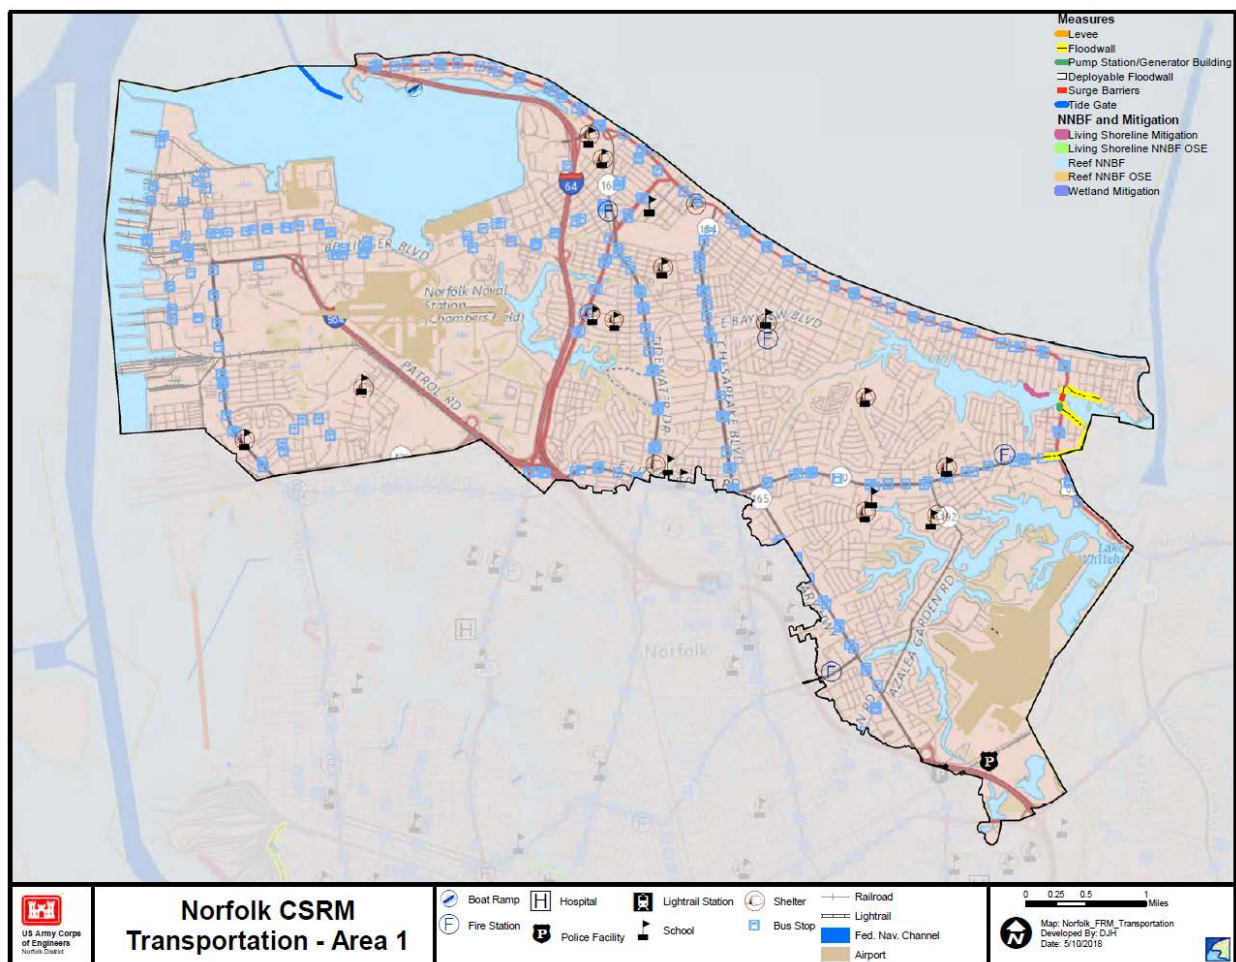 Measures
Levee
Floodwall
Pump Station/Generator Building
Deployable Floodwall
Surge Barriers
Tide Gate
NNBF and Mitigation
Living Shoreline Mitigation
Living Shoreline NNBF OSE
Reef NNBF
Reef NNBF OSE
Wetland Mitigation
64
F
164
BELLINGER BLVD
Norfolk Naval
Station
(Chambers Field)
E BAYVIEW BLVD
F
PATROL RD
TIDEWATER DR
CHESAPEAKE BLVD
F
165
192
Lake
AZALEA GARDEN RD
H
Norfolk
F
P
US Army Corps
of Engineers
Norfolk District
Norfolk CSRM
Transportation - Area 1
Boat Ramp
H Hospital
Lightrail Station
Shelter
Railroad
F Fire Station
P Police Facility
School
Bus Stop
Lightrail
Fed. Nav. Channel
Airport
0 0.25 0.5 1
Miles
N
Map: Norfolk_FRM_Transportation
Developed By: DJH
Date: 5/10/2018